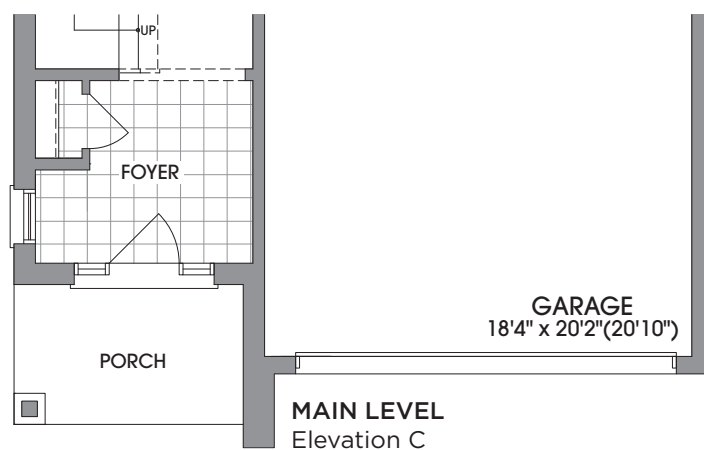 UP
FOYER
GARAGE
18'4" x 20'2"(20'10")
PORCH
MAIN LEVEL
Elevation C